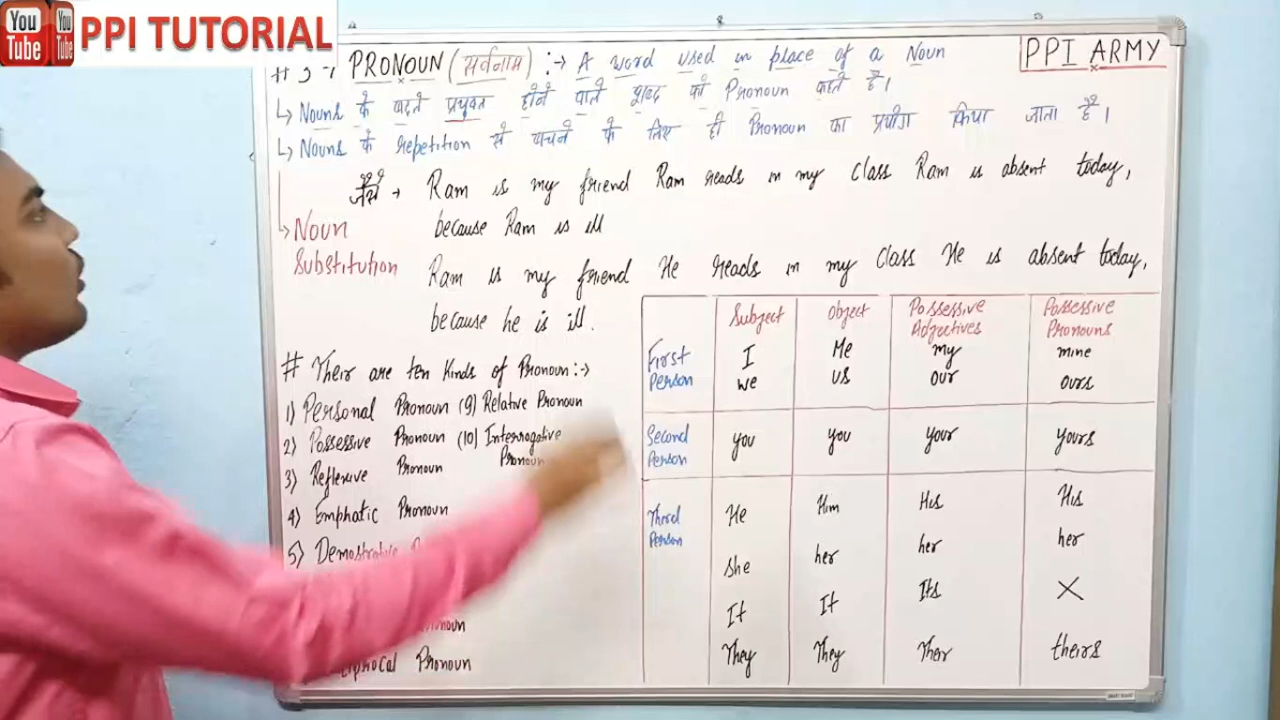 You Tube You Tube PPI TUTORIAL
PRONOUN (सर्वनाम) :→ A word used in place of a Noun
PPI ARMY
↳ Nouns के बदले प्रयुक्त होने वाले शब्द को Pronoun कहते हैं।
↳ Nouns के repetition से बचने के लिए ही Pronoun का प्रयोग किया जाता है।
जैसे → Ram is my friend Ram reads in my class Ram is absent today,
because Ram is ill
↳ Noun
Substitution
Ram is my friend He reads in my class He is absent today,
because he is ill.
# Their are ten Kinds of Pronoun:→
1) Personal Pronoun (9) Relative Pronoun
2) Possessive Pronoun (10) Interrogative
Pronoun
3) Reflexive Pronoun
4) Emphatic Pronoun
5) Demostrative
Pronoun
Subject Object Possessive Adjectives Possessive Pronouns
First Person I Me my mine
we us our ours
Second Person you you your yours
Third Person He Him His His
she her her her
It It Its X
They They Their theirs